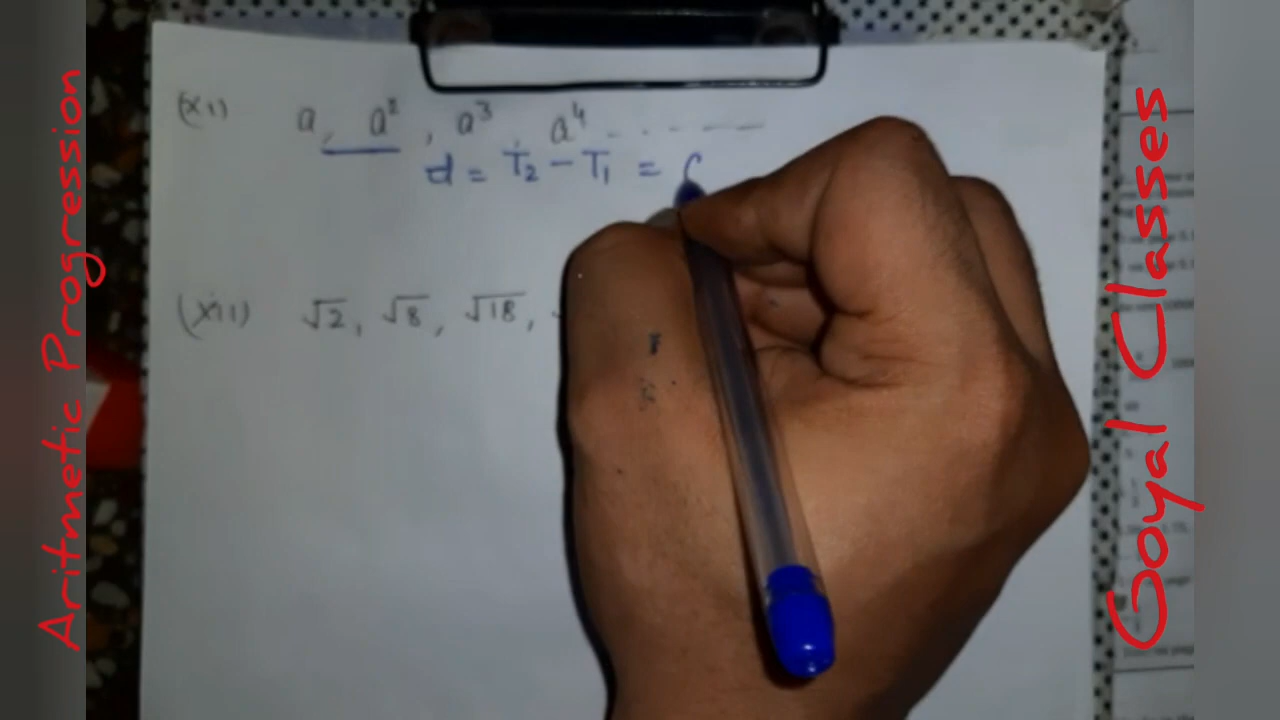 Aritmetic Progression
(xi) a, a², a³, a⁴ - - - - -
d = T₂ - T₁ =
(xii) √2, √8, √18,
Goyal Classes